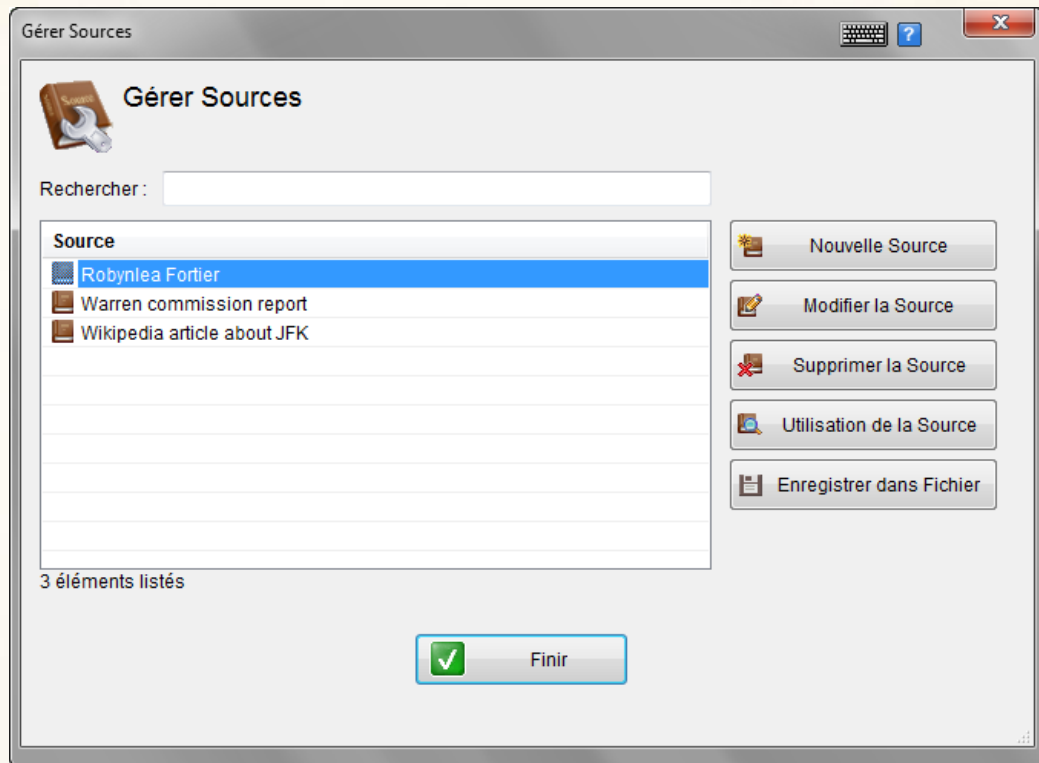 Gérer Sources
?
x
Source
Gérer Sources
Rechercher :
Source
Robynlea Fortier
Warren commission report
Wikipedia article about JFK
Nouvelle Source
Modifier la Source
Supprimer la Source
Utilisation de la Source
Enregistrer dans Fichier
3 éléments listés
Finir